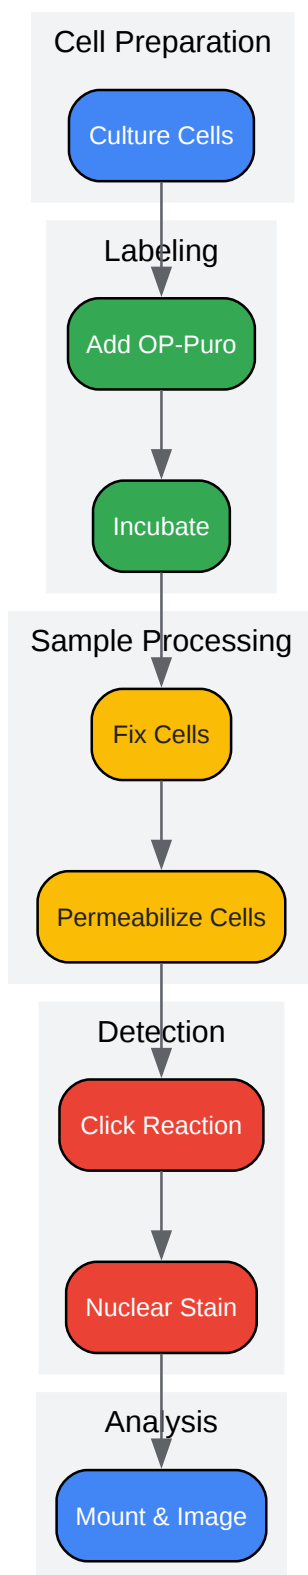 Cell Preparation
Culture Cells
Labeling
Add OP-Puro
Incubate
Sample Processing
Fix Cells
Permeabilize Cells
Detection
Click Reaction
Nuclear Stain
Analysis
Mount & Image